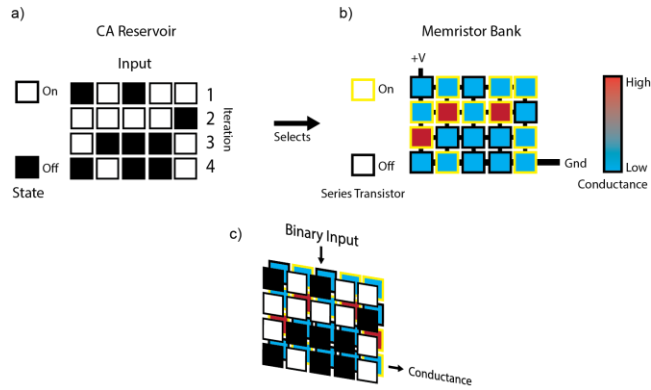 a)
CA Reservoir
Input
On
Off
State
1
2
3
4
Iteration
Selects
b)
Memristor Bank
+V
On
Off
Series Transistor
Gnd
High
Low
Conductance
c)
Binary Input
Conductance